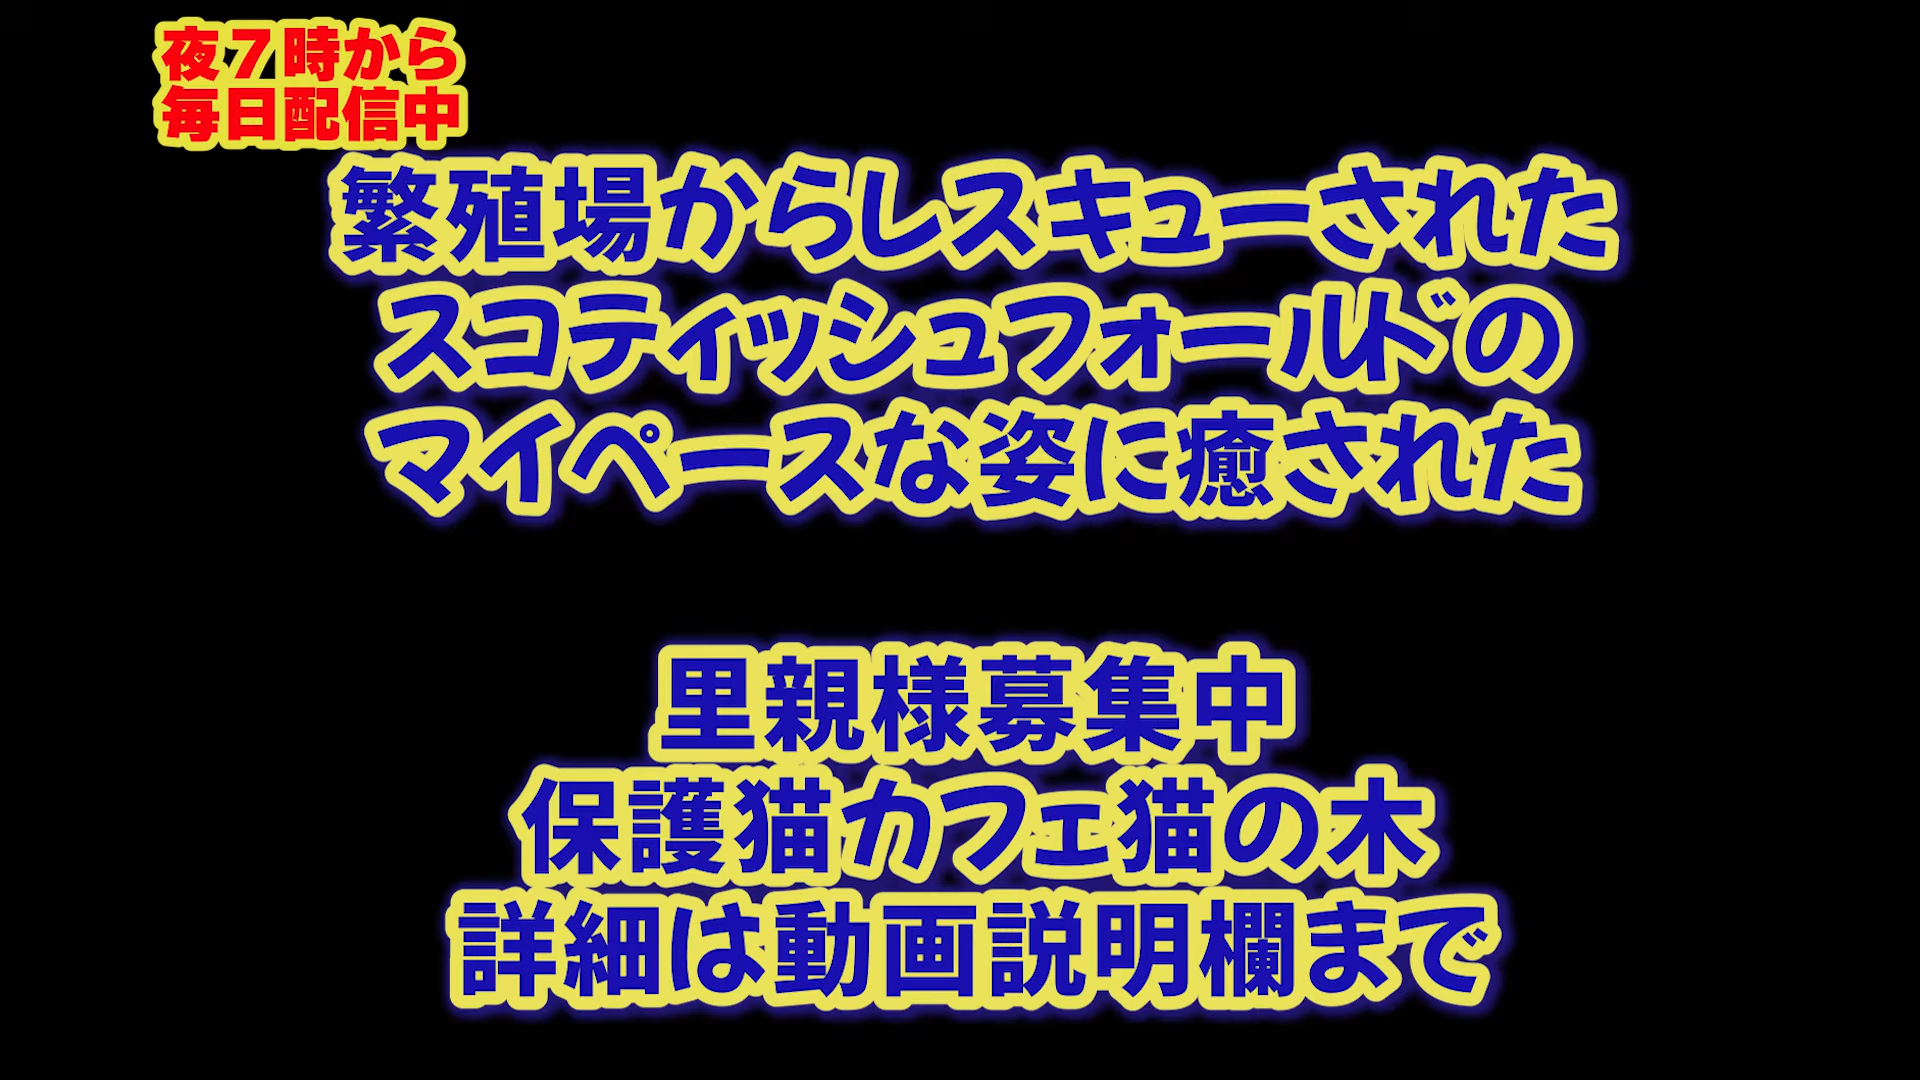 夜7時から
毎日配信中
繁殖場からレスキューされた
スコティッシュフォールドの
マイペースな姿に癒された
里親様募集中
保護猫カフェ猫の木
詳細は動画説明欄まで